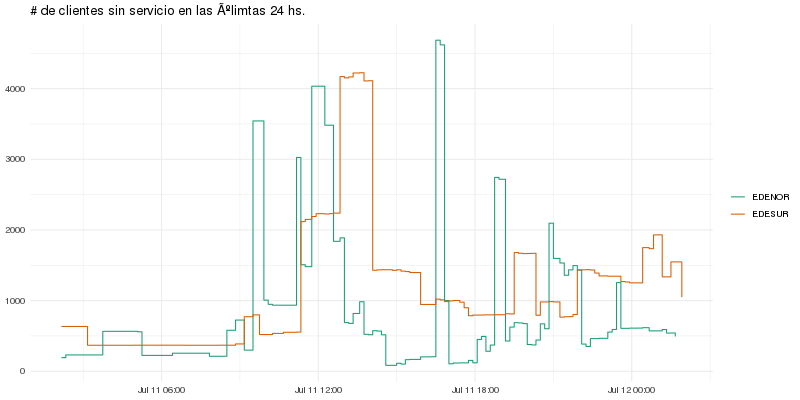 # de clientes sin servicio en las Ãºlimtas 24 hs.
4000
3000
2000
1000
0
Jul 11 06:00
Jul 11 12:00
Jul 11 18:00
Jul 12 00:00
EDENOR
EDESUR